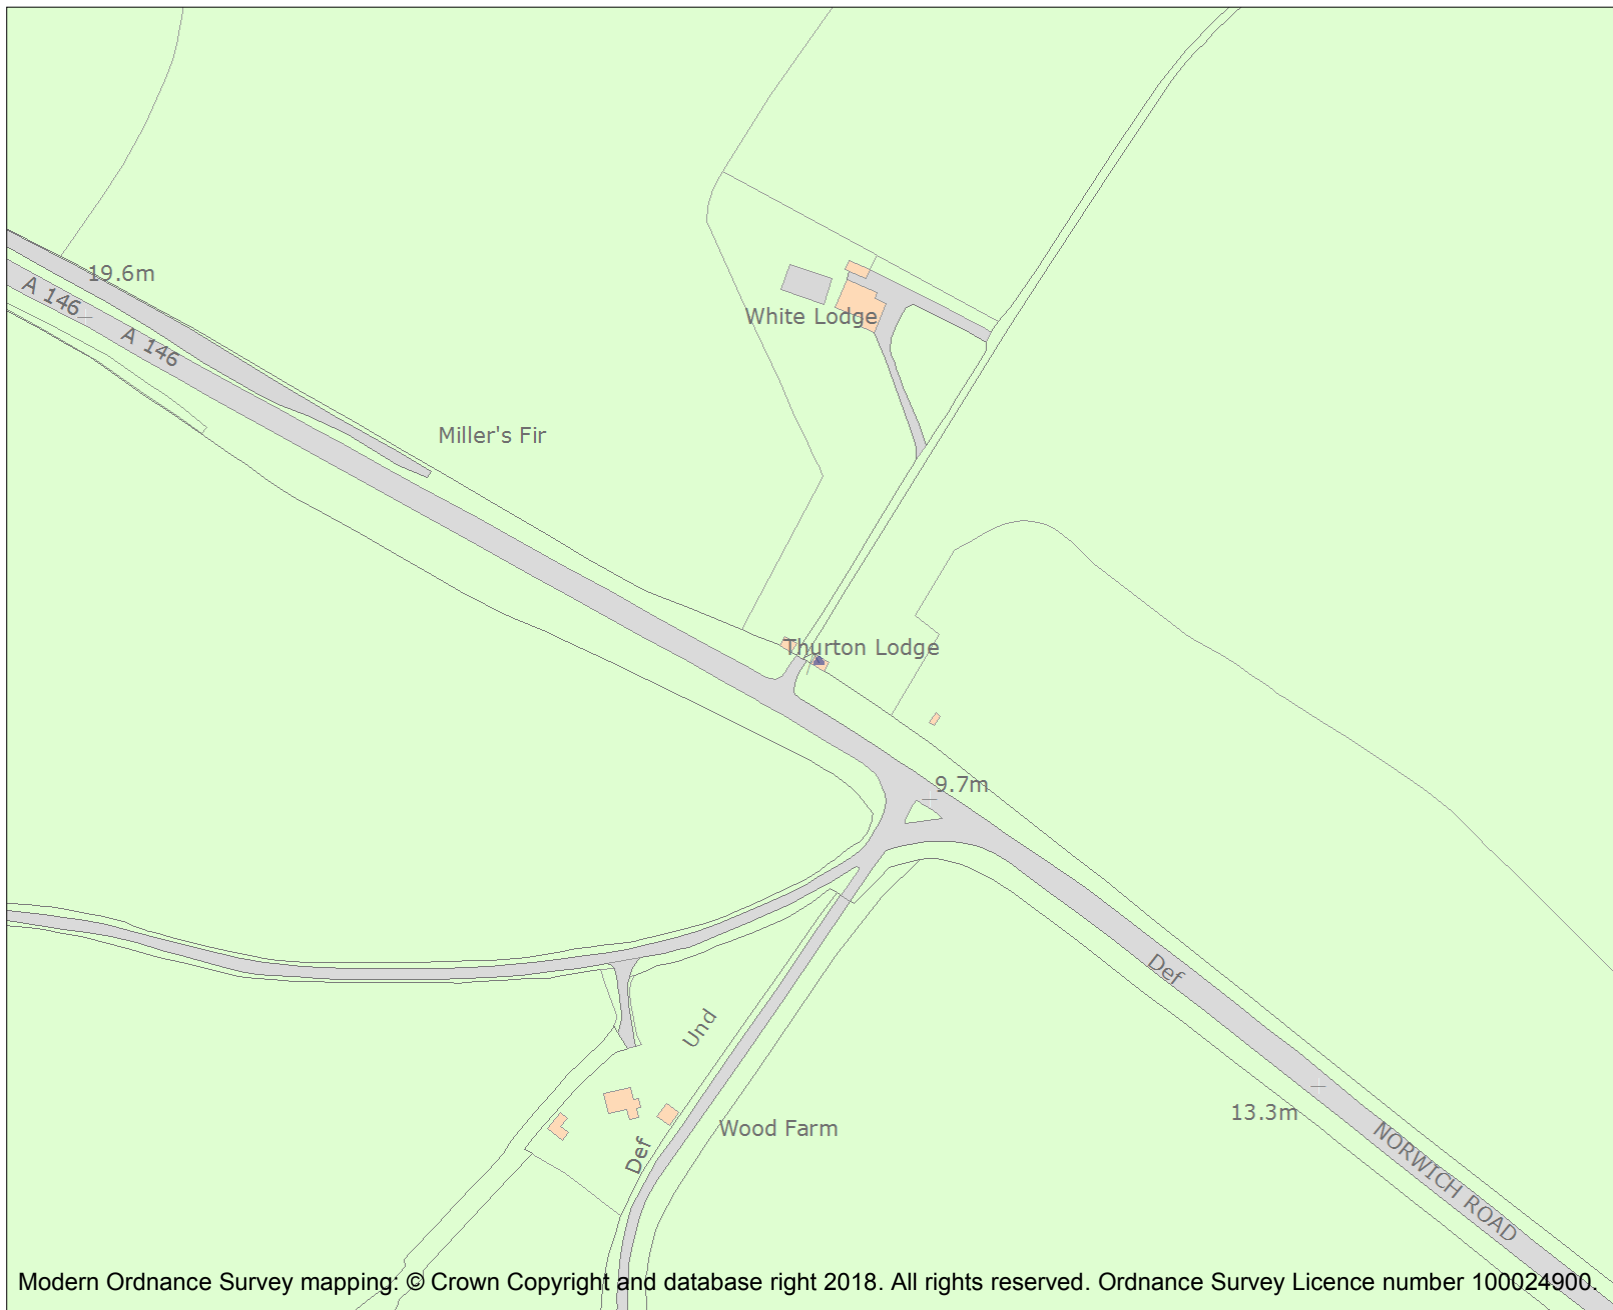 19.6m
A 146
White Lodge
A 146
Miller's Fir
Thurton Lodge
9.7m
Def
Und
13.3m
Wood Farm
Def
NORWICH ROAD
Modern Ordnance Survey mapping: © Crown Copyright and database right 2018. All rights reserved. Ordnance Survey Licence number 100024900.